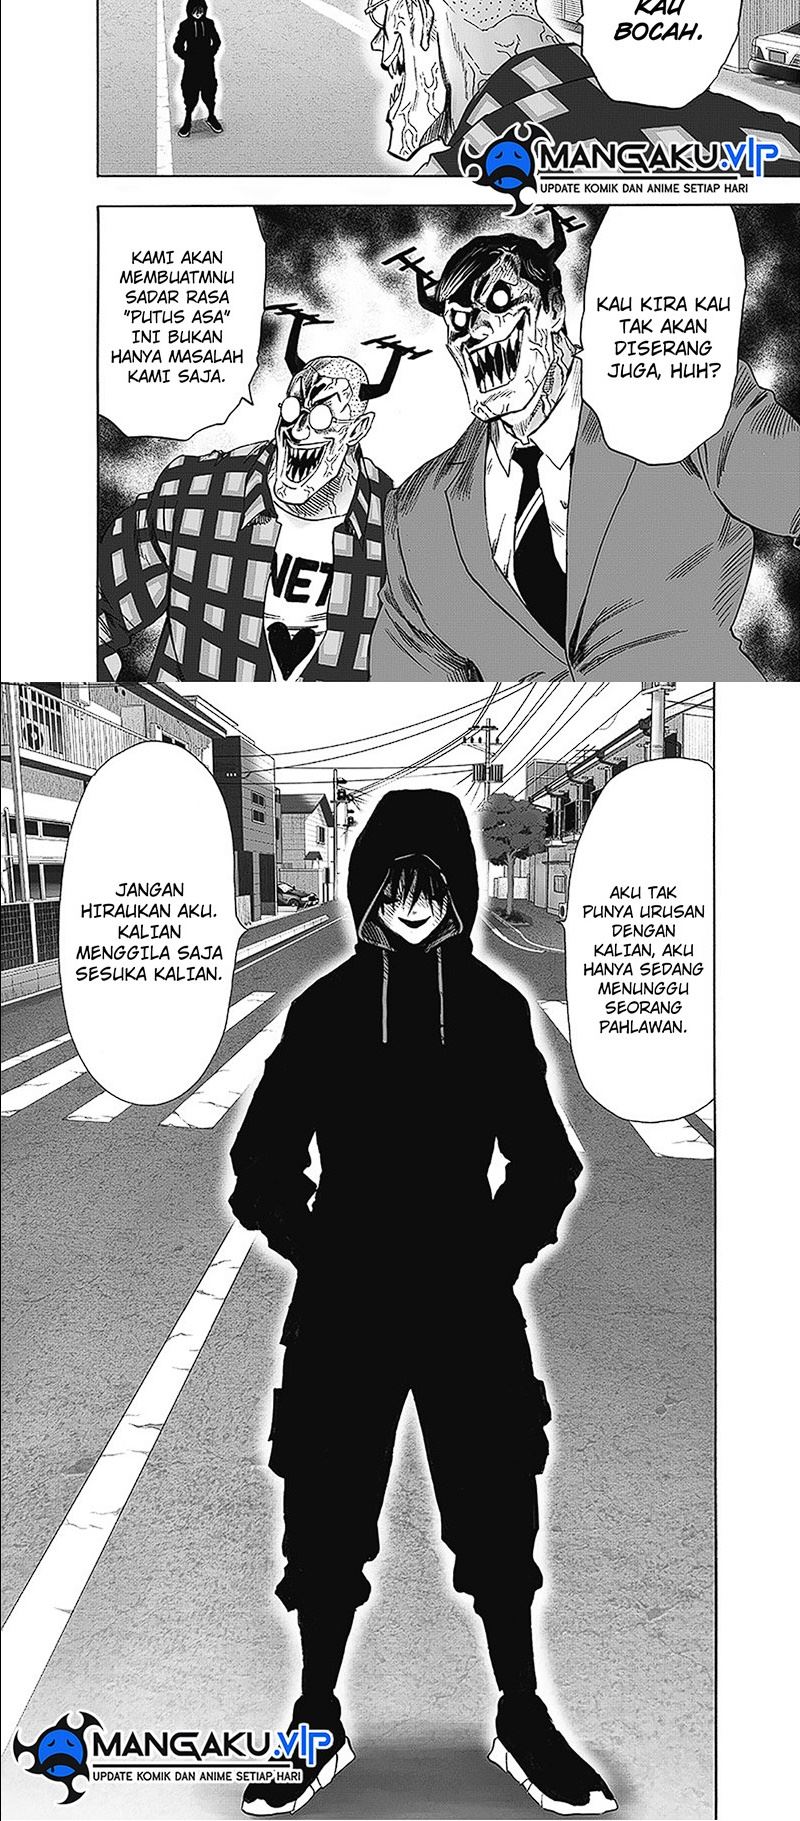 KAU
BOCAH.
MANGAKU.VIP
UPDATE KOMIK DAN ANIME SETIAP HARI
KAU KIRA KAU
TAK AKAN
DISERANG
JUGA, HUH?
KAMI AKAN
MEMBUATMNU
SADAR RASA
"PUTUS ASA"
INI BUKAN
HANYA MASALAH
KAMI SAJA.
NET
AKU TAK
PUNYA URUSAN
DENGAN
KALIAN, AKU
HANYA SEDANG
MENUNGGU
SEORANG
PAHLAWAN.
JANGAN
HIRAUKAN AKU.
KALIAN
MENGGILA SAJA
SESUKA KALIAN.
MANGAKU.VIP
UPDATE KOMIK DAN ANIME SETIAP HARI